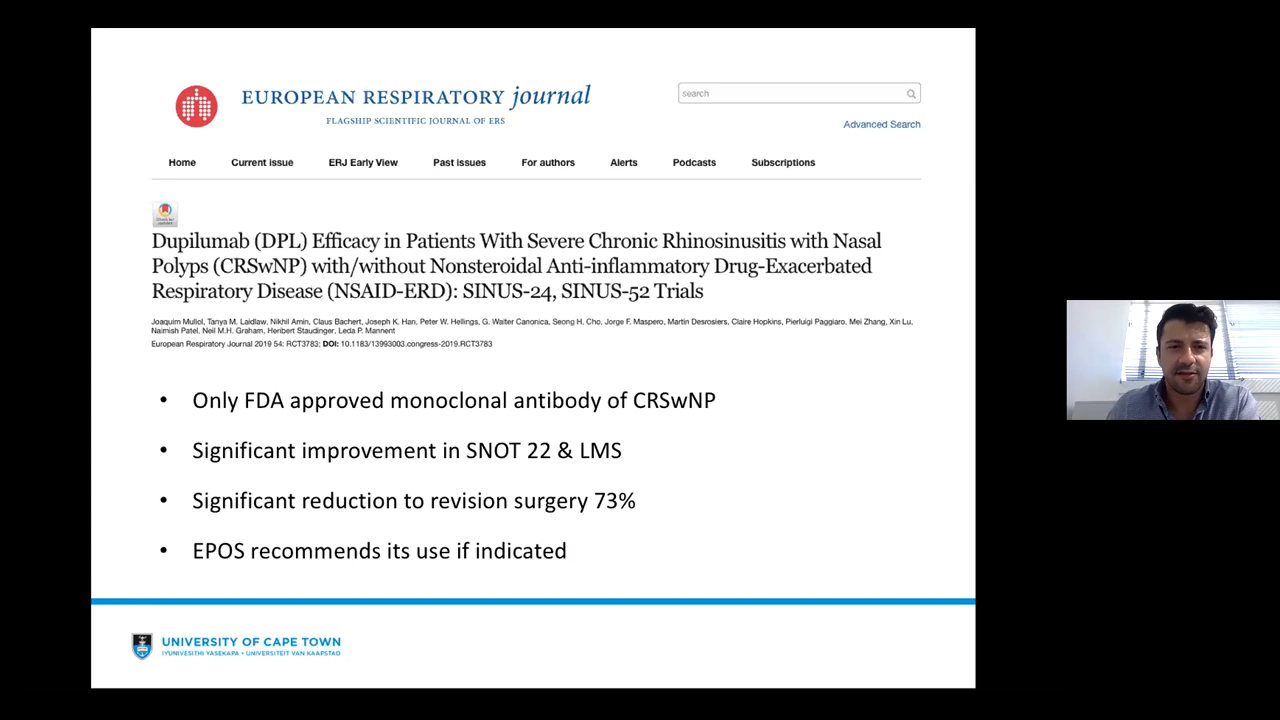 EUROPEAN RESPIRATORY journal
FLAGSHIP SCIENTIFIC JOURNAL OF ERS
search
Advanced Search
Home Current issue ERJ Early View Past issues For authors Alerts Podcasts Subscriptions
Dupilumab (DPL) Efficacy in Patients With Severe Chronic Rhinosinusitis with Nasal
Polyps (CRSwNP) with/without Nonsteroidal Anti-inflammatory Drug-Exacerbated
Respiratory Disease (NSAID-ERD): SINUS-24, SINUS-52 Trials
Joaquim Mullol, Tanya M. Laidlaw, Nikhil Amin, Claus Bachert, Joseph K. Han, Peter W. Hellings, G. Walter Canonica, Seong H. Cho, Jorge F. Maspero, Martin Desrosiers, Claire Hopkins, Pierluigi Paggiaro, Mei Zhang, Xin Lu,
Naimish Patel, Neil M.H. Graham, Heribert Staudinger, Leda P. Mannent
European Respiratory Journal 2019 54: RCT3783; DOI: 10.1183/13993003.congress-2019.RCT3783
• Only FDA approved monoclonal antibody of CRSwNP
• Significant improvement in SNOT 22 & LMS
• Significant reduction to revision surgery 73%
• EPOS recommends its use if indicated
UNIVERSITY OF CAPE TOWN
IYUNIVESITHI YASEKAPA • UNIVERSITEIT VAN KAAPSTAD